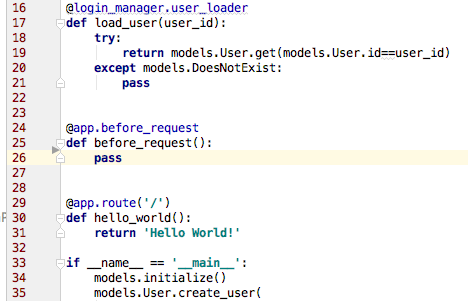 16 @login_manager.user_loader
17 def load_user(user_id):
18     try:
19         return models.User.get(models.User.id==user_id)
20     except models.DoesNotExist:
21         pass
22
23
24 @app.before_request
25 def before_request():
26     pass
27
28
29 @app.route('/')
30 def hello_world():
31     return 'Hello World!'
32
33 if __name__ == '__main__':
34     models.initialize()
35     models.User.create_user(